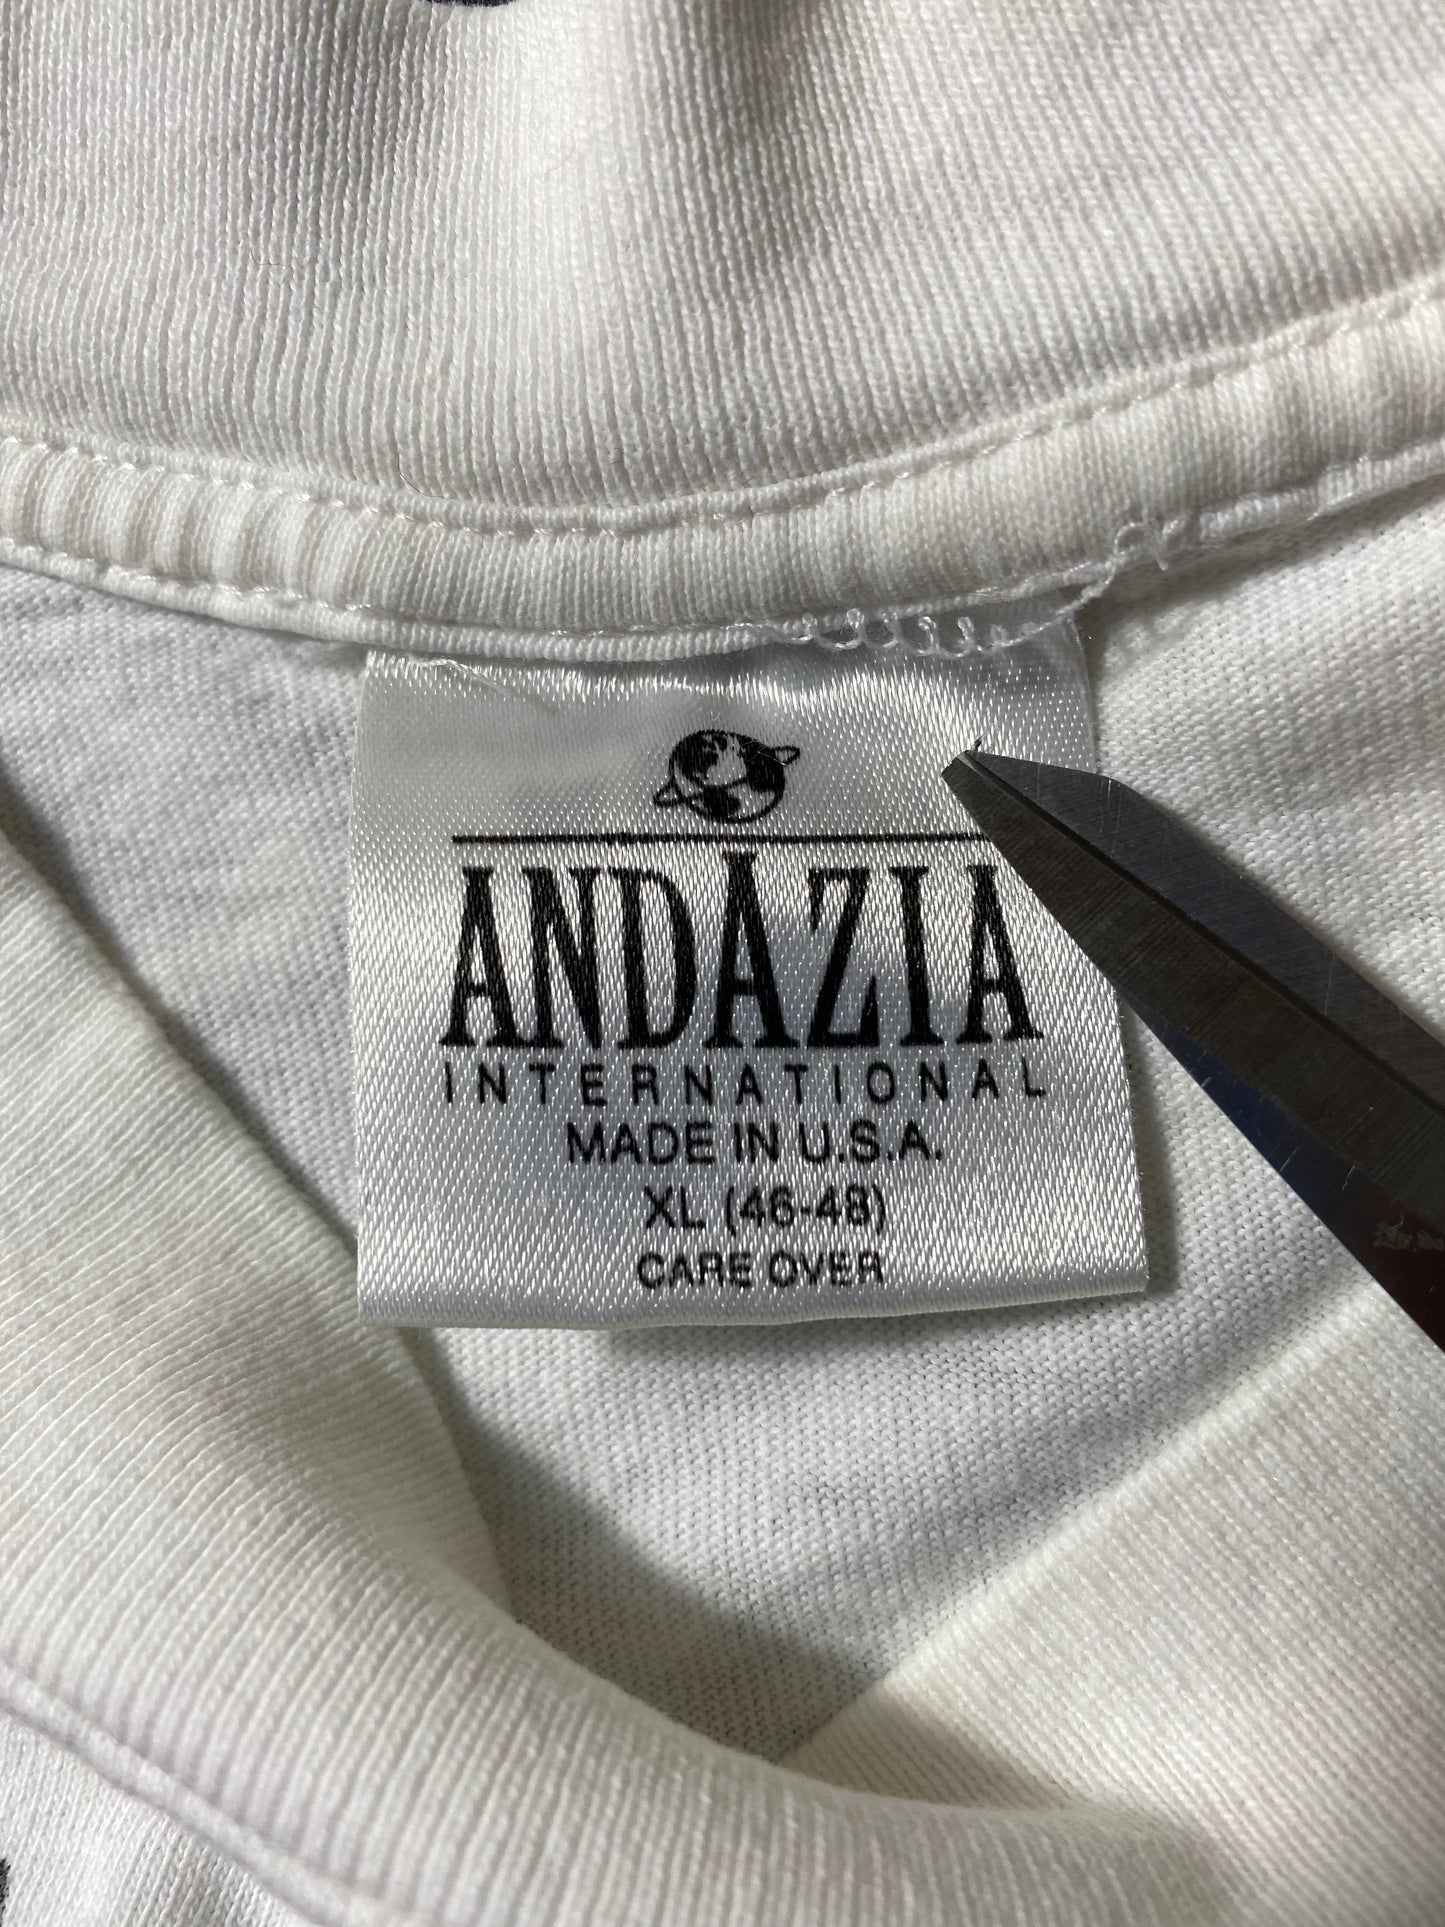 ANDAZIA
INTERNATIONAL
MADE IN U.S.A.
XL (46-48)
CARE OVER